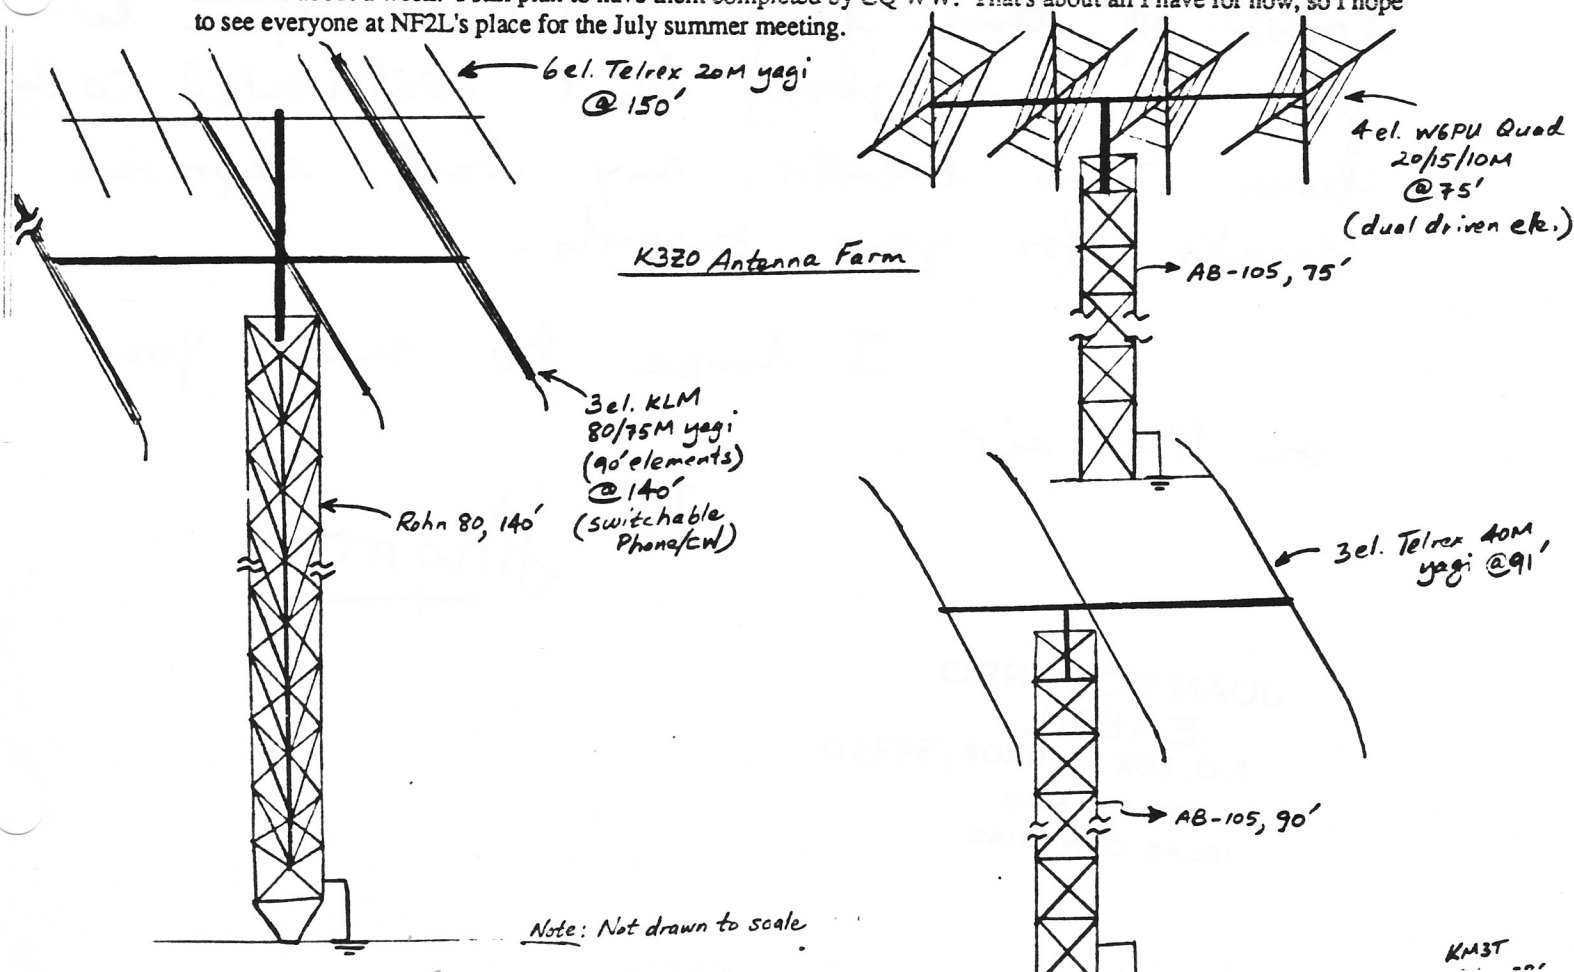 to see everyone at NF2L's place for the July summer meeting.
6 el. Telrex 20M yagi
@ 150'
4 el. W6PU Quad
20/15/10M
@ 75'
(dual driven ele.)
K3ZO Antenna Farm
AB-105, 75'
3 el. KLM
80/75M yagi
(90' elements)
@ 140'
(switchable
Phone/CW)
Rohn 80, 140'
3 el. Telrex 40M
yagi @ 91'
AB-105, 90'
Note: Not drawn to scale
KM3T